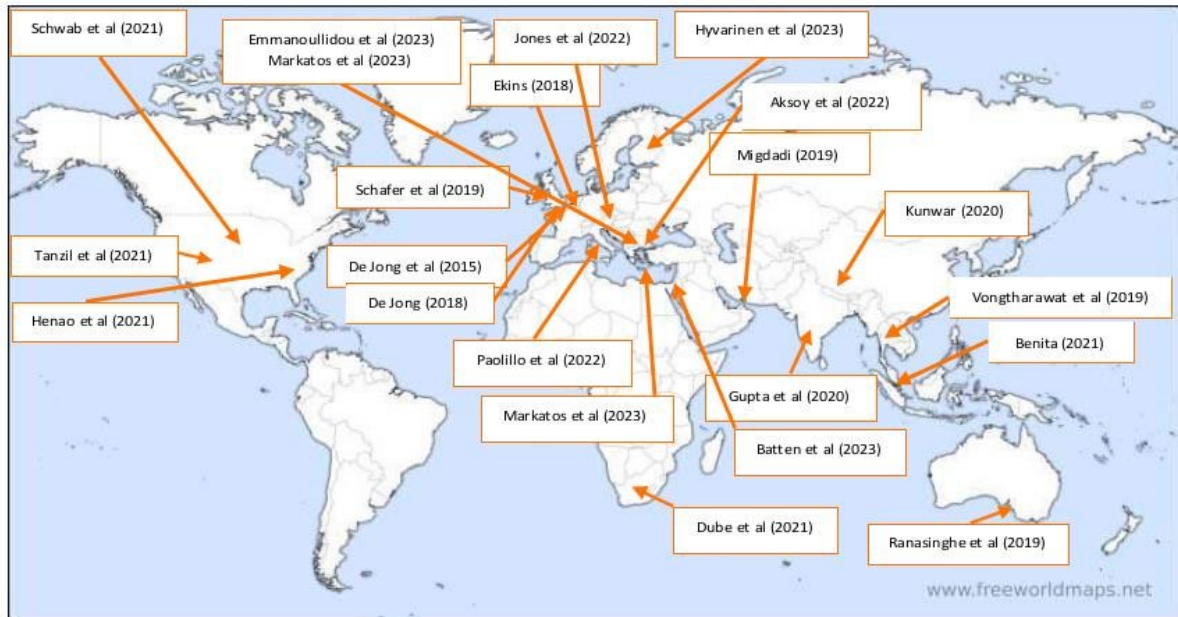 Schwab et al (2021)
Emmanoullidou et al (2023)
Markatos et al (2023)
Jones et al (2022)
Hyvarinen et al (2023)
Ekins (2018)
Aksoy et al (2022)
Migdadi (2019)
Schafer et al (2019)
Kunwar (2020)
Tanzil et al (2021)
De Jong et al (2015)
De Jong (2018)
Henao et al (2021)
Vongtharawat et al (2019)
Benita (2021)
Paolillo et al (2022)
Gupta et al (2020)
Markatos et al (2023)
Batten et al (2023)
Dube et al (2021)
Ranasinghe et al (2019)
www.freeworldmaps.net